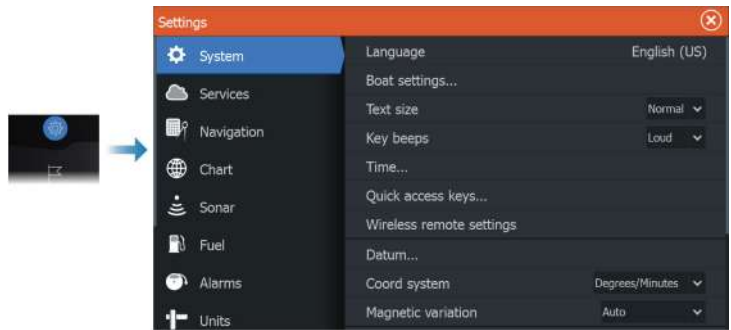 Settings
System
Services
Navigation
Chart
Sonar
Fuel
Alarms
Units
Language English (US)
Boat settings...
Text size Normal
Key beeps Loud
Time...
Quick access keys...
Wireless remote settings
Datum...
Coord system Degrees/Minutes
Magnetic variation Auto